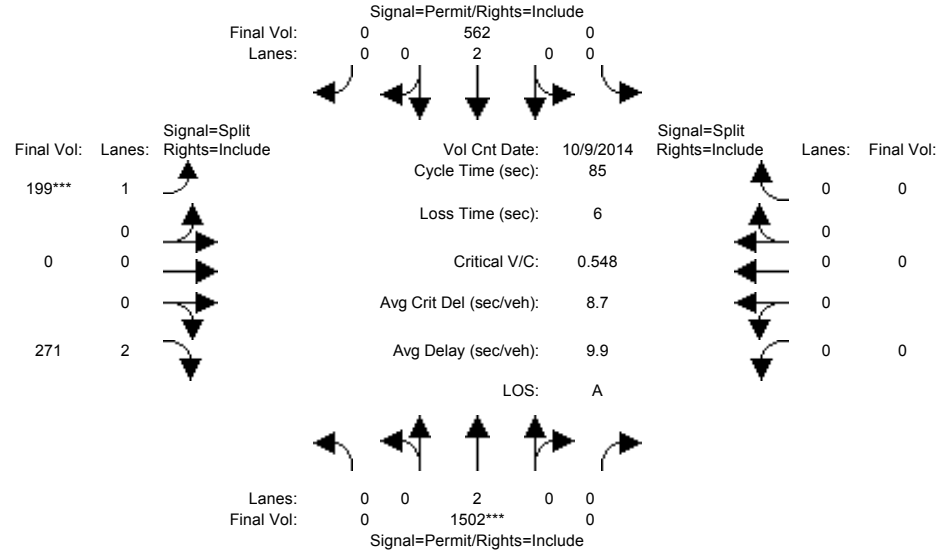 Signal=Permit/Rights=Include
Final Vol: 0 562 0
Lanes: 0 0 2 0 0
Signal=Split Signal=Split
Final Vol: Lanes: Rights=Include Vol Cnt Date: 10/9/2014 Rights=Include Lanes: Final Vol:
Cycle Time (sec): 85
199*** 1 0 0
Loss Time (sec): 6
0 0
0 0 Critical V/C: 0.548 0 0
0 Avg Crit Del (sec/veh): 8.7 0
271 2 Avg Delay (sec/veh): 9.9 0 0
LOS: A
Lanes: 0 0 2 0 0
Final Vol: 0 1502*** 0
Signal=Permit/Rights=Include